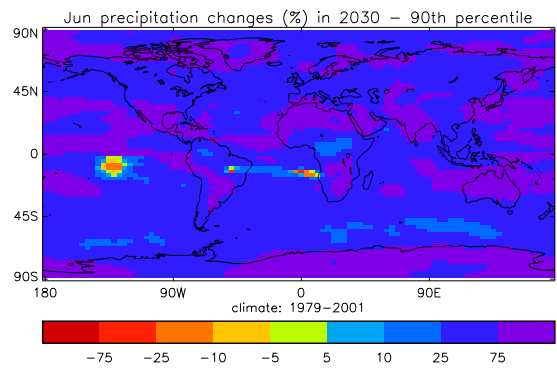 Jun precipitation changes (%) in 2030 − 90th percentile
90N
45N
0
45S
90S
180 90W 0 90E
climate: 1979−2001
−75 −25 −10 −5 5 10 25 75